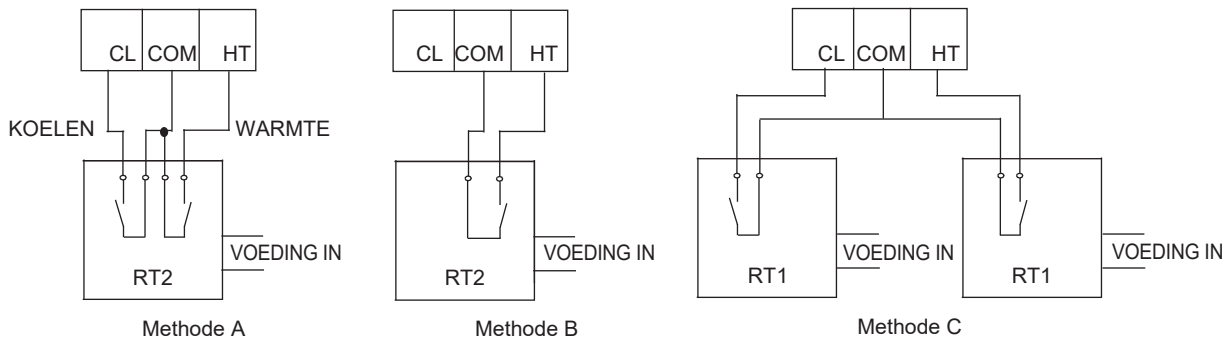 CL COM HT
KOELEN WARMTE
VOEDING IN
RT2
Methode A
CL COM HT
VOEDING IN
RT2
Methode B
CL COM HT
VOEDING IN
RT1
VOEDING IN
RT1
Methode C